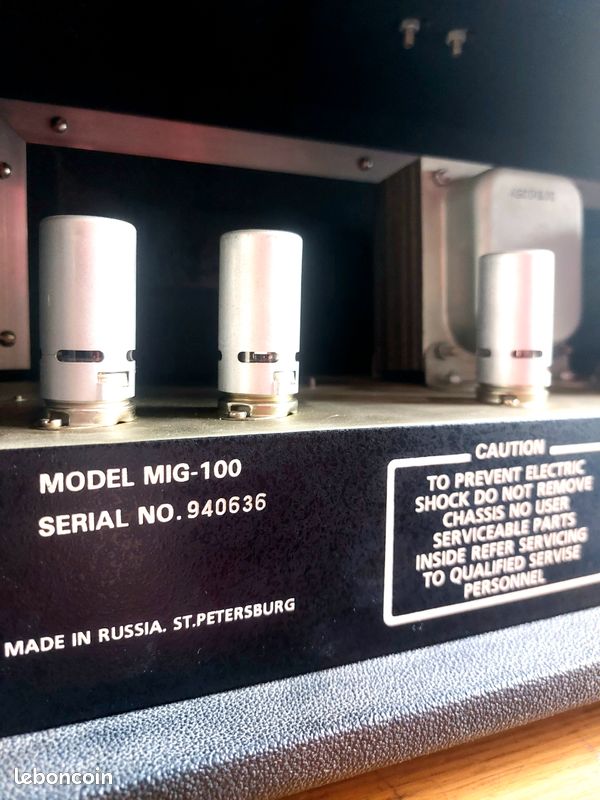 MODEL MIG-100
SERIAL NO. 940636
MADE IN RUSSIA. ST.PETERSBURG
CAUTION
TO PREVENT ELECTRIC
SHOCK DO NOT REMOVE
CHASSIS NO USER
SERVICEABLE PARTS
INSIDE REFER SERVICING
TO QUALIFIED SERVISE
PERSONNEL
leboncoin